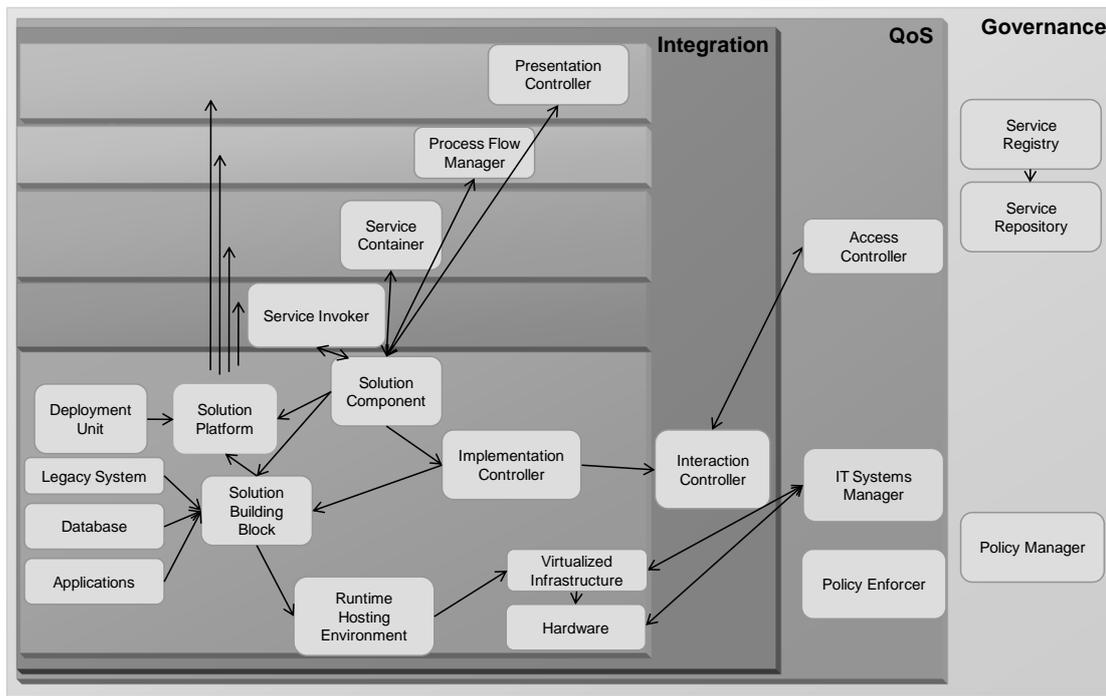 Governance
QoS
Integration
Presentation
Controller
Process Flow
Manager
Service
Registry
Service
Repository
Service
Container
Access
Controller
Service Invoker
Solution
Component
Deployment
Unit
Solution
Platform
Legacy System
Implementation
Controller
Interaction
Controller
IT Systems
Manager
Solution
Building
Block
Database
Applications
Virtualized
Infrastructure
Policy Manager
Policy Enforcer
Runtime
Hosting
Environment
Hardware